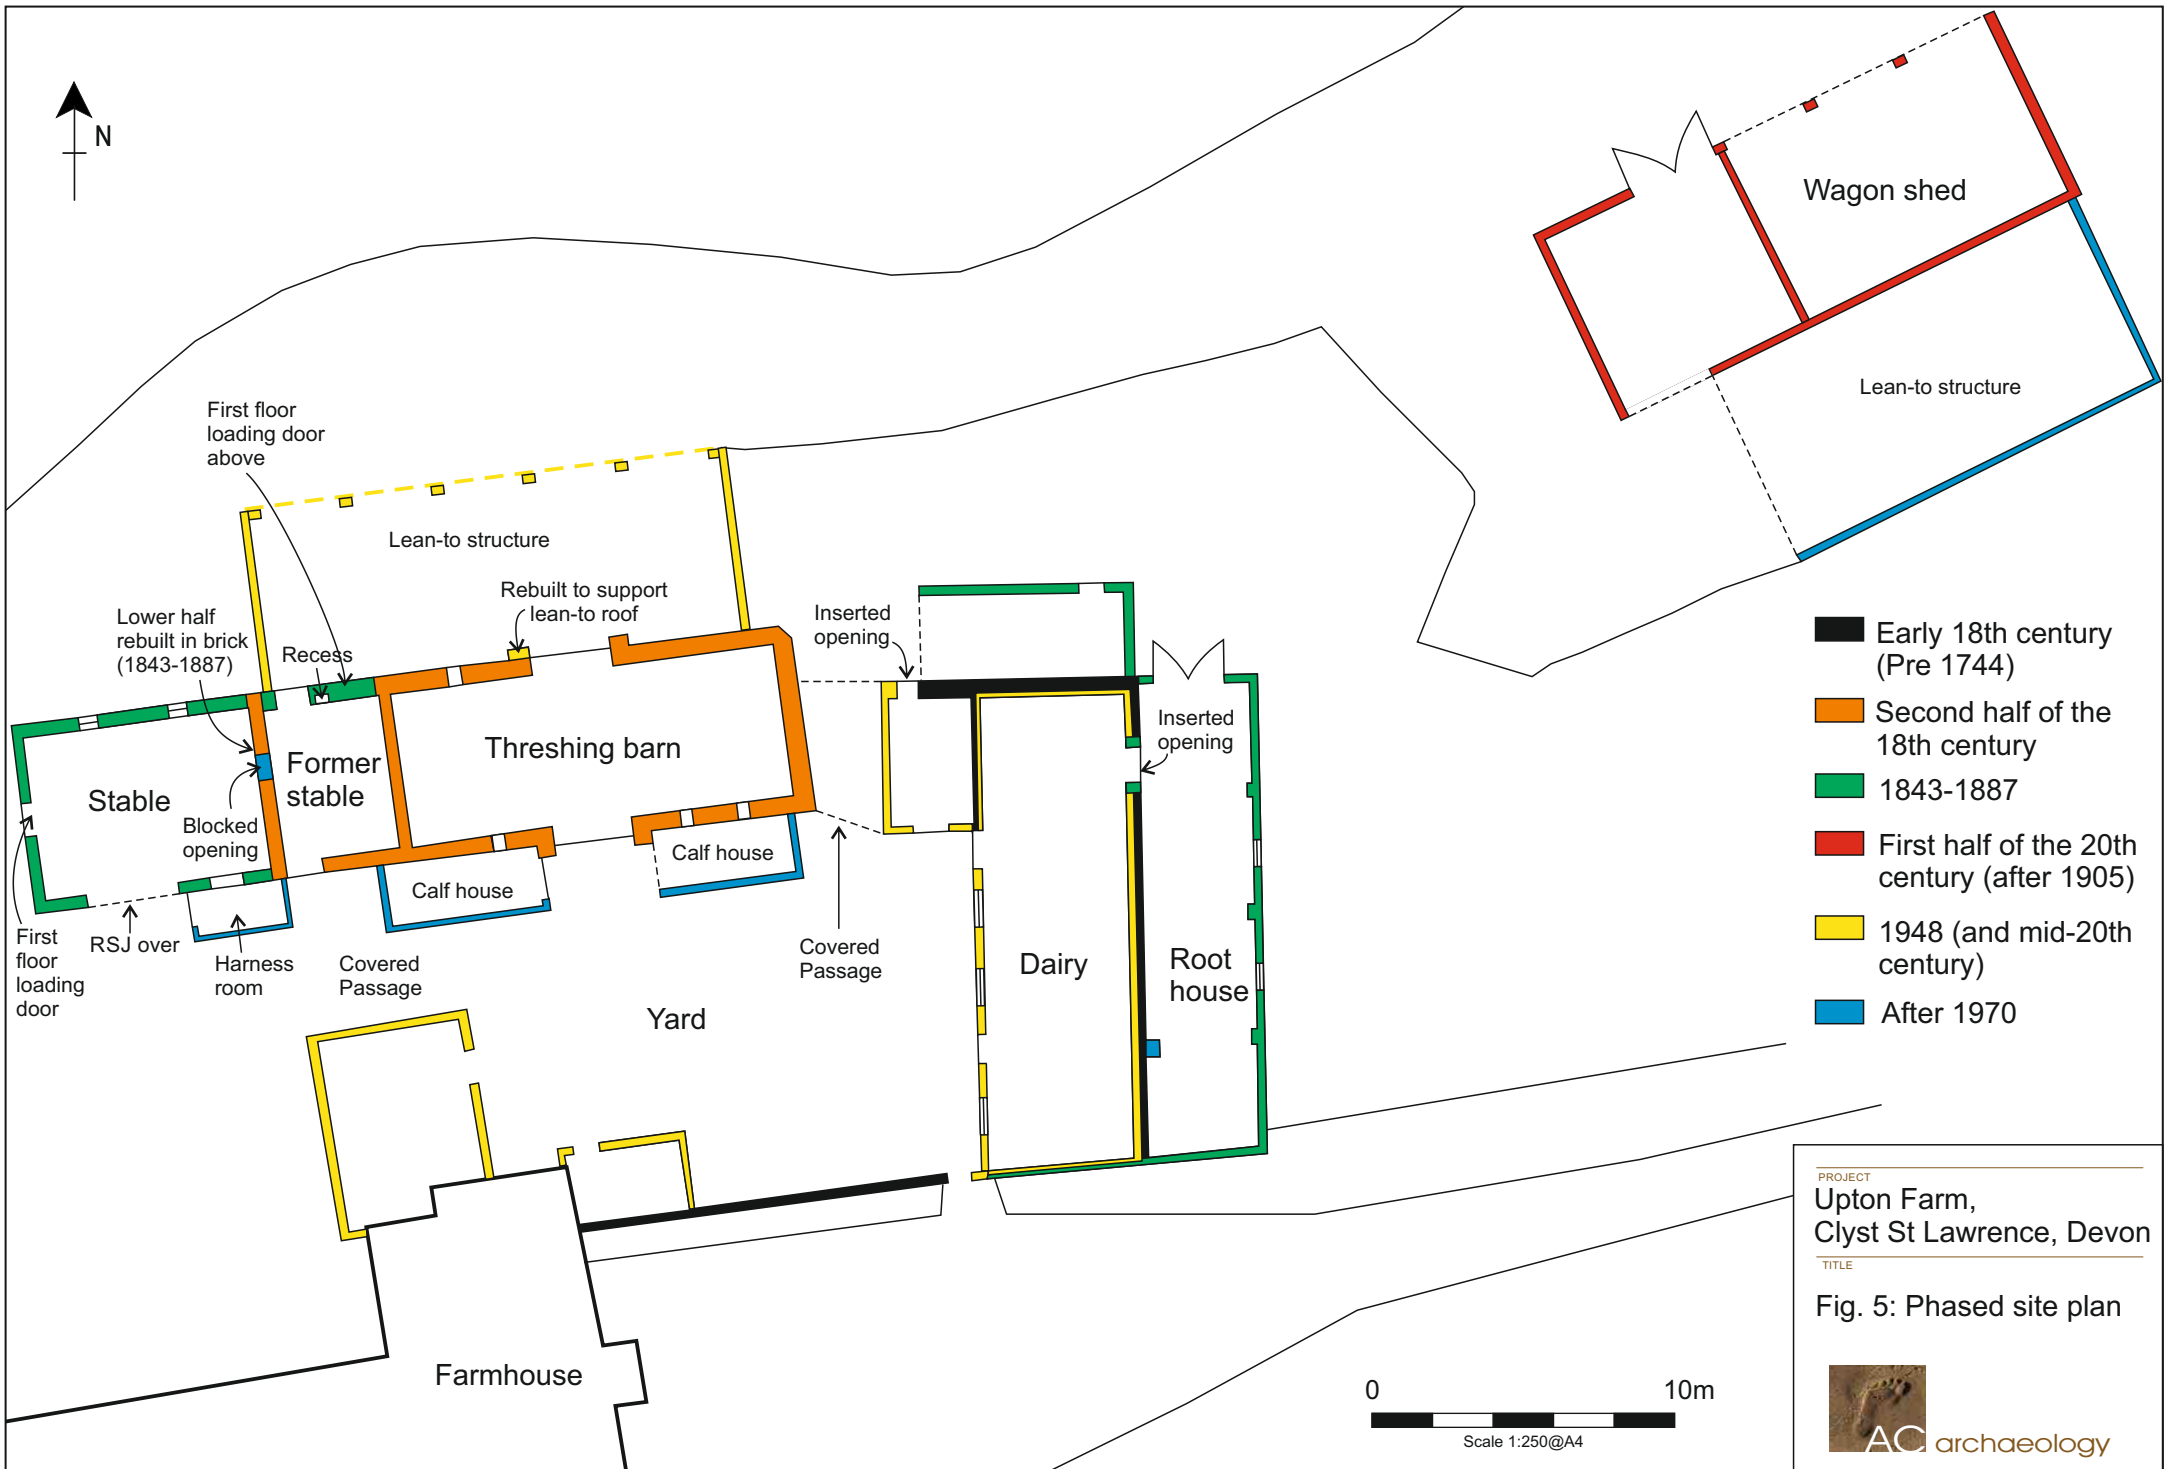 N
Wagon shed
Lean-to structure
First floor
loading door
above
Lean-to structure
Rebuilt to support
lean-to roof
Lower half
rebuilt in brick
(1843-1887)
Recess
Inserted
opening
Inserted
opening
Threshing barn
Former
stable
Stable
Blocked
opening
Calf house
Calf house
First
floor
loading
door
RSJ over
Harness
room
Covered
Passage
Covered
Passage
Yard
Dairy
Root
house
Farmhouse
Early 18th century
(Pre 1744)
Second half of the
18th century
1843-1887
First half of the 20th
century (after 1905)
1948 (and mid-20th
century)
After 1970
0
10m
Scale 1:250@A4
PROJECT
Upton Farm,
Clyst St Lawrence, Devon
TITLE
Fig. 5: Phased site plan
AC archaeology